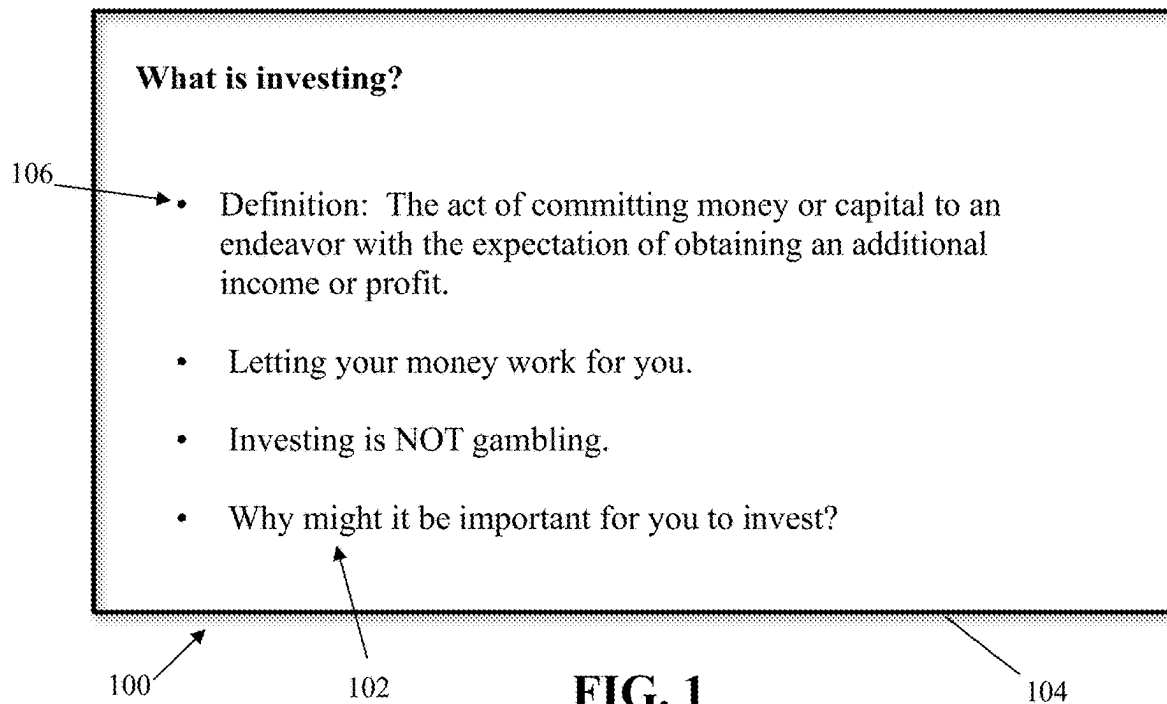 What is investing?
106
• Definition: The act of committing money or capital to an
endeavor with the expectation of obtaining an additional
income or profit.
• Letting your money work for you.
• Investing is NOT gambling.
• Why might it be important for you to invest?
100
102
FIG. 1
104